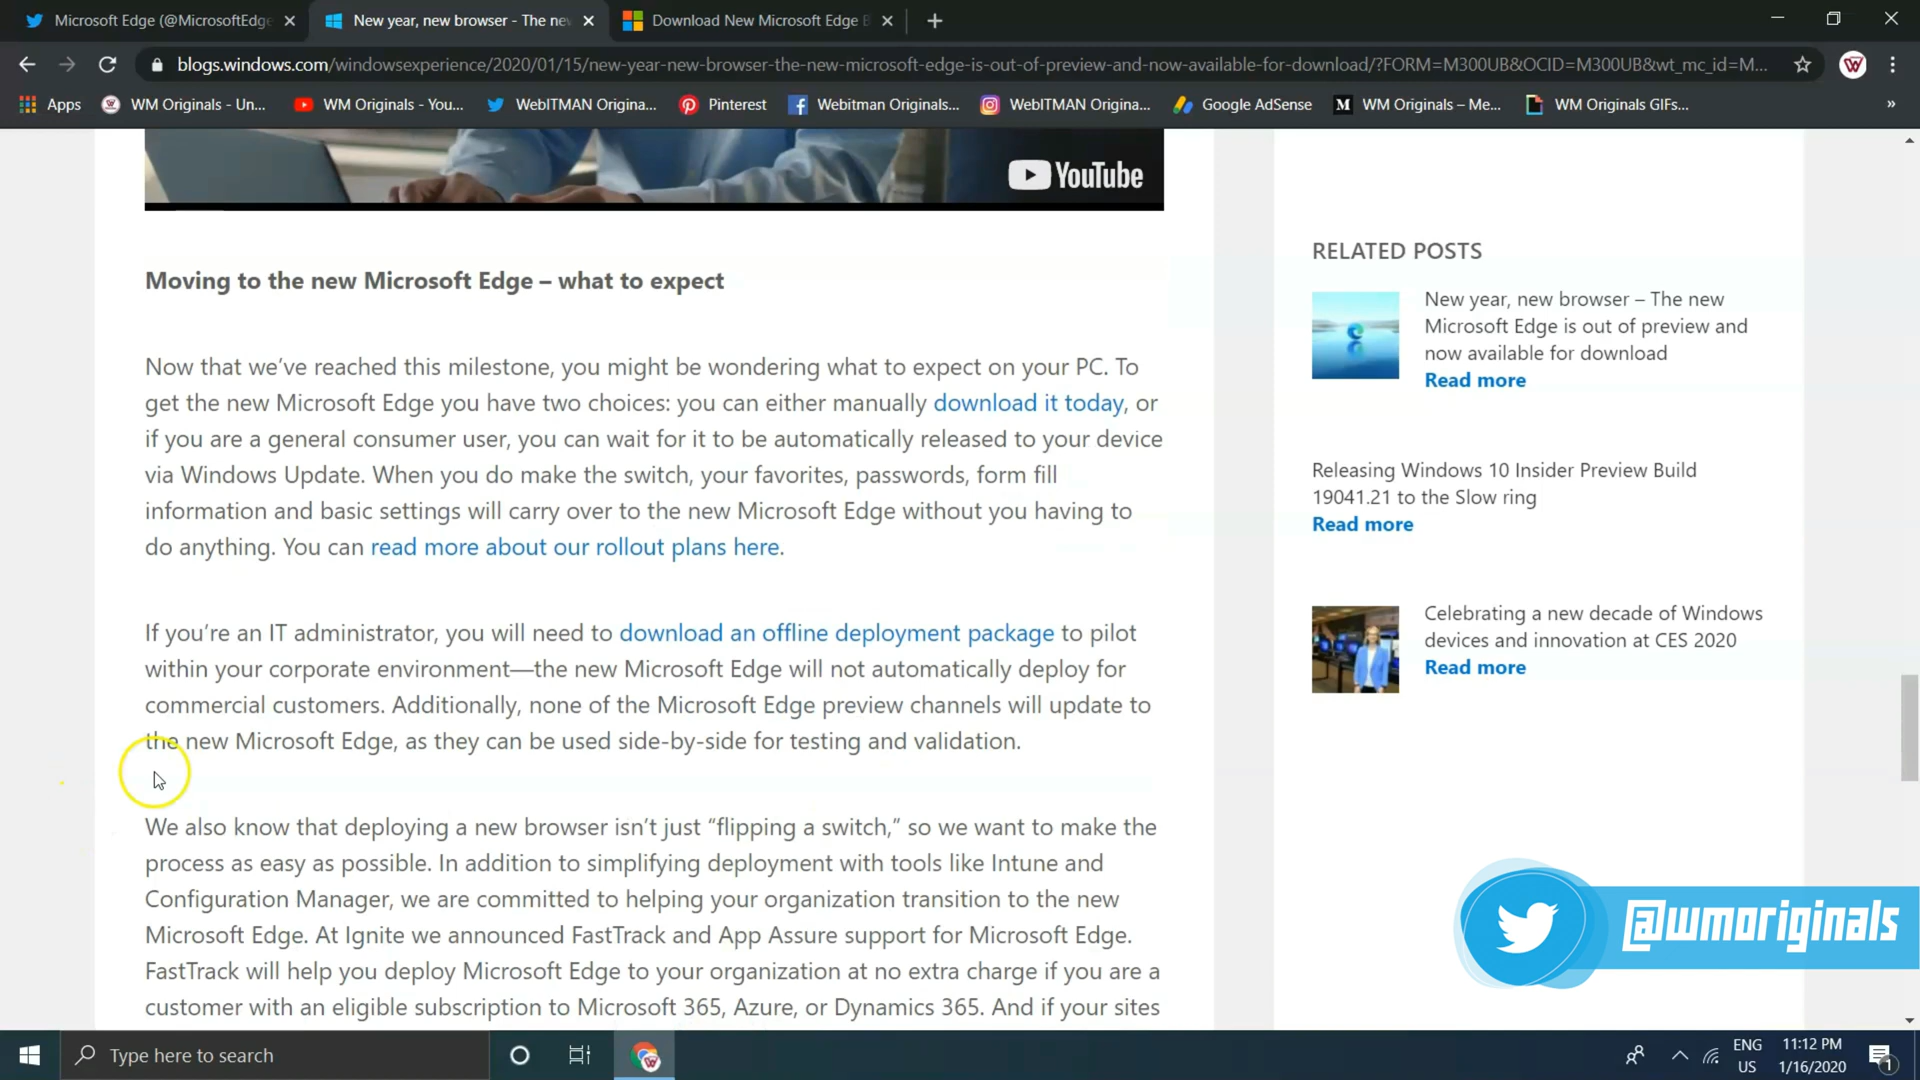 Microsoft Edge (@MicrosoftEdge
New year, new browser - The ne
Download New Microsoft Edge B
blogs.windows.com/windowsexperience/2020/01/15/new-year-new-browser-the-new-microsoft-edge-is-out-of-preview-and-now-available-for-download/?FORM=M300UB&OCID=M300UB&wt_mc_id=M...
W
Apps
WM Originals - Un...
WM Originals - You...
WebITMAN Origina...
Pinterest
Webitman Originals...
WebITMAN Origina...
Google AdSense
M
WM Originals – Me...
WM Originals GIFs...
»
YouTube
Moving to the new Microsoft Edge – what to expect
Now that we’ve reached this milestone, you might be wondering what to expect on your PC. To
get the new Microsoft Edge you have two choices: you can either manually download it today, or
if you are a general consumer user, you can wait for it to be automatically released to your device
via Windows Update. When you do make the switch, your favorites, passwords, form fill
information and basic settings will carry over to the new Microsoft Edge without you having to
do anything. You can read more about our rollout plans here.
If you’re an IT administrator, you will need to download an offline deployment package to pilot
within your corporate environment—the new Microsoft Edge will not automatically deploy for
commercial customers. Additionally, none of the Microsoft Edge preview channels will update to
the new Microsoft Edge, as they can be used side-by-side for testing and validation.
We also know that deploying a new browser isn’t just “flipping a switch,” so we want to make the
process as easy as possible. In addition to simplifying deployment with tools like Intune and
Configuration Manager, we are committed to helping your organization transition to the new
Microsoft Edge. At Ignite we announced FastTrack and App Assure support for Microsoft Edge.
FastTrack will help you deploy Microsoft Edge to your organization at no extra charge if you are a
customer with an eligible subscription to Microsoft 365, Azure, or Dynamics 365. And if your sites
RELATED POSTS
New year, new browser – The new
Microsoft Edge is out of preview and
now available for download
Read more
Releasing Windows 10 Insider Preview Build
19041.21 to the Slow ring
Read more
Celebrating a new decade of Windows
devices and innovation at CES 2020
Read more
@wmoriginals
Type here to search
W
ENG
US
11:12 PM
1/16/2020
1